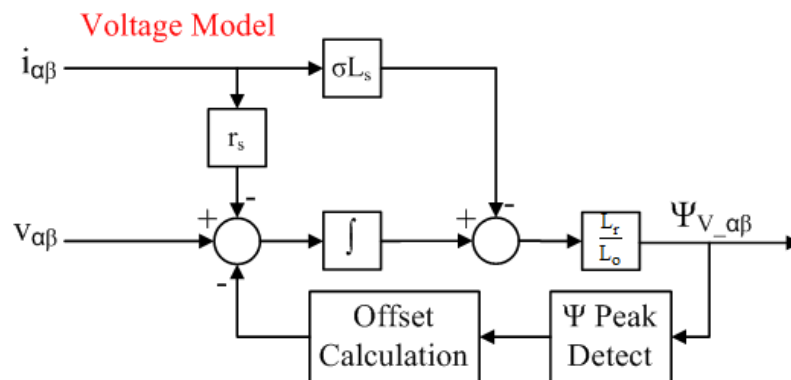 Voltage Model
iαβ
σLs
rs
-
-
+
+
vαβ
∫
Lr
Lo
ΨV_αβ
-
Offset
Calculation
Ψ Peak
Detect